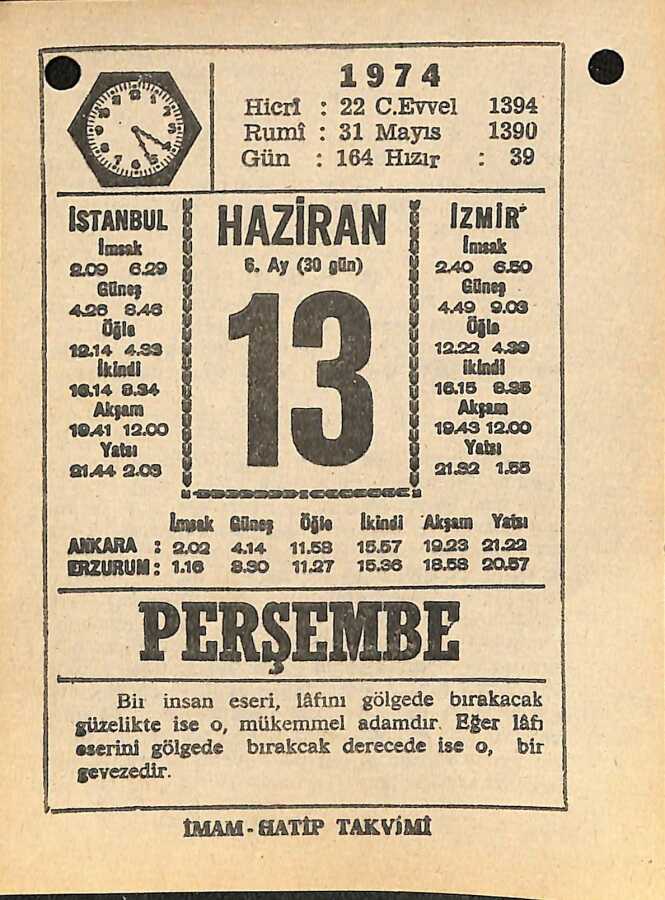 1974
Hicrî : 22 C.Evvel 1394
Rumî : 31 Mayıs 1390
Gün : 164 Hızır : 39
İSTANBUL
İmsak
2.09 6.29
Güneş
4.26 8.46
Öğle
12.14 4.33
İkindi
16.14 8.34
Akşam
19.41 12.00
Yatsı
21.44 2.03
HAZİRAN
6. Ay (30 gün)
13
İZMİR
İmsak
2.40 6.50
Güneş
4.49 9.03
Öğle
12.22 4.39
İkindi
16.15 8.35
Akşam
19.43 12.00
Yatsı
21.32 1.55
İmsak Güneş Öğle İkindi Akşam Yatsı
ANKARA : 2.02 4.14 11.58 15.57 19.23 21.22
ERZURUM : 1.16 3.30 11.27 15.36 18.58 20.57
PERŞEMBE
Bir insan eseri, lâfını gölgede bırakacak
güzelikte ise o, mükemmel adamdır. Eğer lâfı
eserini gölgede bırakcak derecede ise o, bir
gevezedir.
İMAM - HATİP TAKVİMİ